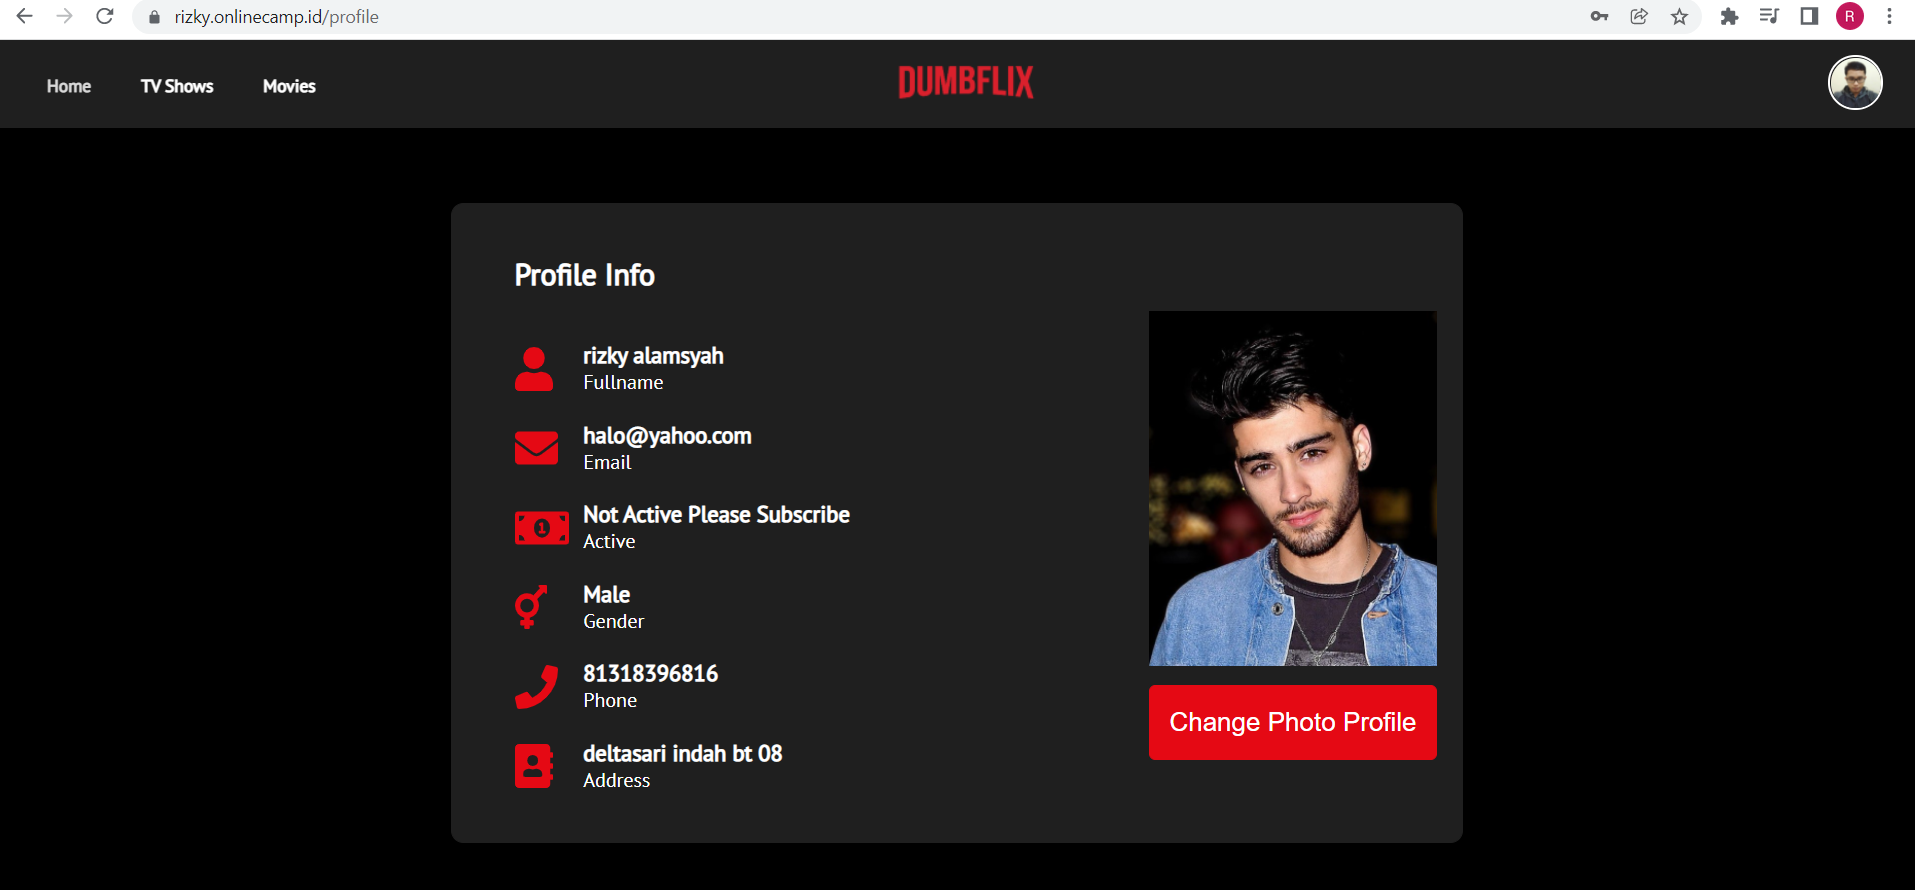 rizky.onlinecamp.id/profile
R
Home TV Shows Movies
DUMBFLIX
Profile Info
rizky alamsyah
Fullname
halo@yahoo.com
Email
1
Not Active Please Subscribe
Active
Male
Gender
81318396816
Phone
deltasari indah bt 08
Address
Change Photo Profile